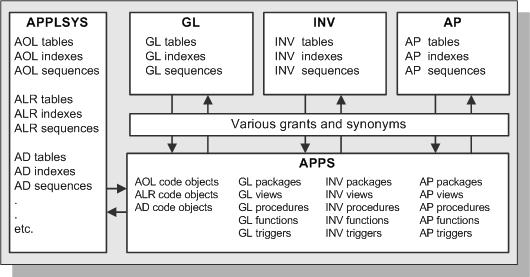 APPLSYS
AOL tables
AOL indexes
AOL sequences
ALR tables
ALR indexers
ALR sequences
AD tables
AD indexes
AD sequences
.
.
etc.
GL
GL tables
GL indexes
GL sequences
INV
INV tables
INV indexes
INV sequences
AP
AP tables
AP indexes
AP sequences
Various grants and synonyms
APPS
AOL code objects
ALR code objects
AD code objects
GL packages
GL views
GL procedures
GL functions
GL triggers
INV packages
INV views
INV procedures
INV functions
INV triggers
AP packages
AP views
AP procedures
AP functions
AP triggers